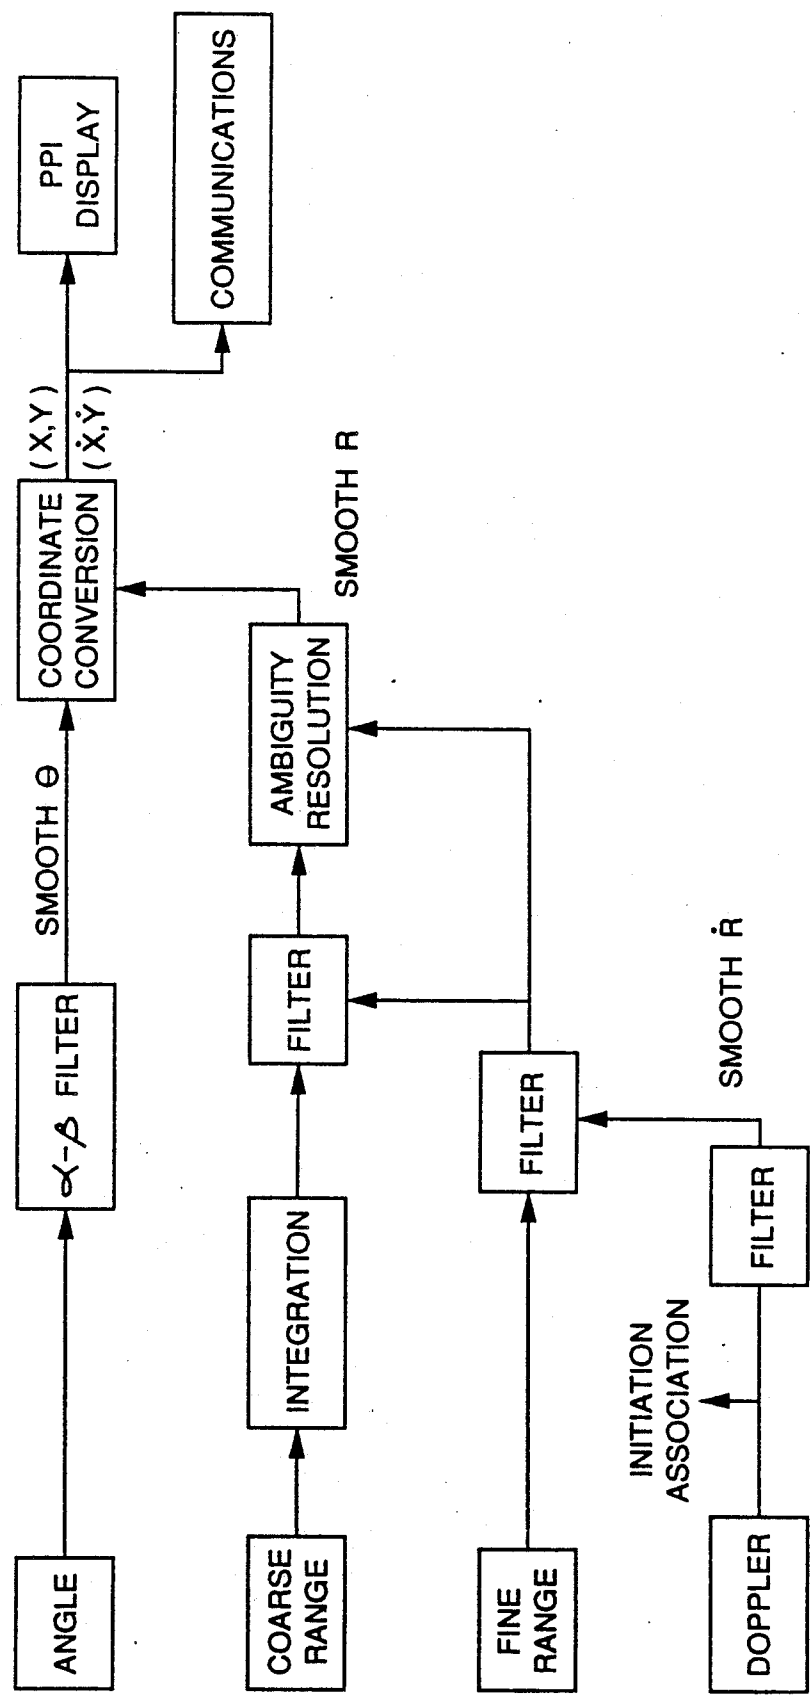 ANGLE
α-β FILTER
SMOOTH Θ
COORDINATE
CONVERSION
(X,Y)
(Ẋ,Ẏ)
PPI
DISPLAY
COMMUNICATIONS
COARSE
RANGE
INTEGRATION
FILTER
AMBIGUITY
RESOLUTION
SMOOTH R
FINE
RANGE
FILTER
DOPPLER
INITIATION
ASSOCIATION
FILTER
SMOOTH Ṙ